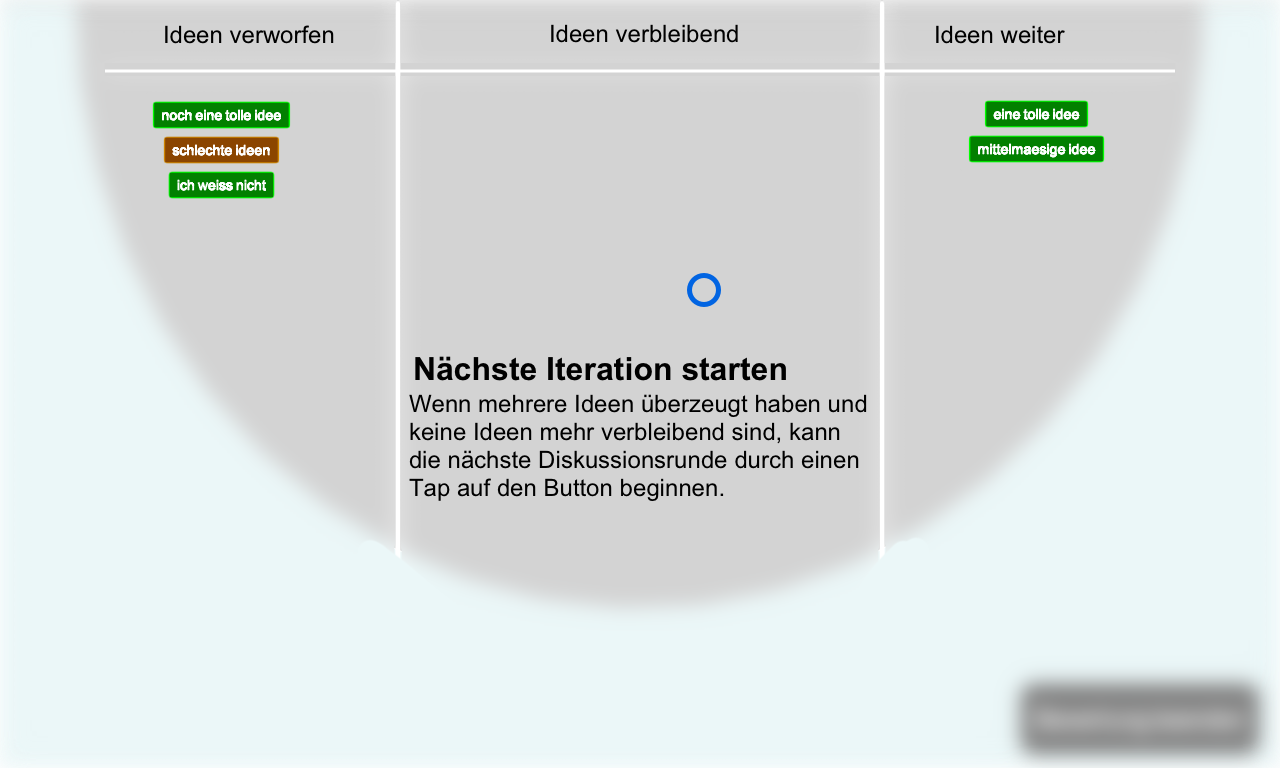 Ideen verworfen
Ideen verbleibend
Ideen weiter
noch eine tolle idee
schlechte ideen
ich weiss nicht
eine tolle idee
mittelmaesige idee
Nächste Iteration starten
Wenn mehrere Ideen überzeugt haben und
keine Ideen mehr verbleibend sind, kann
die nächste Diskussionsrunde durch einen
Tap auf den Button beginnen.